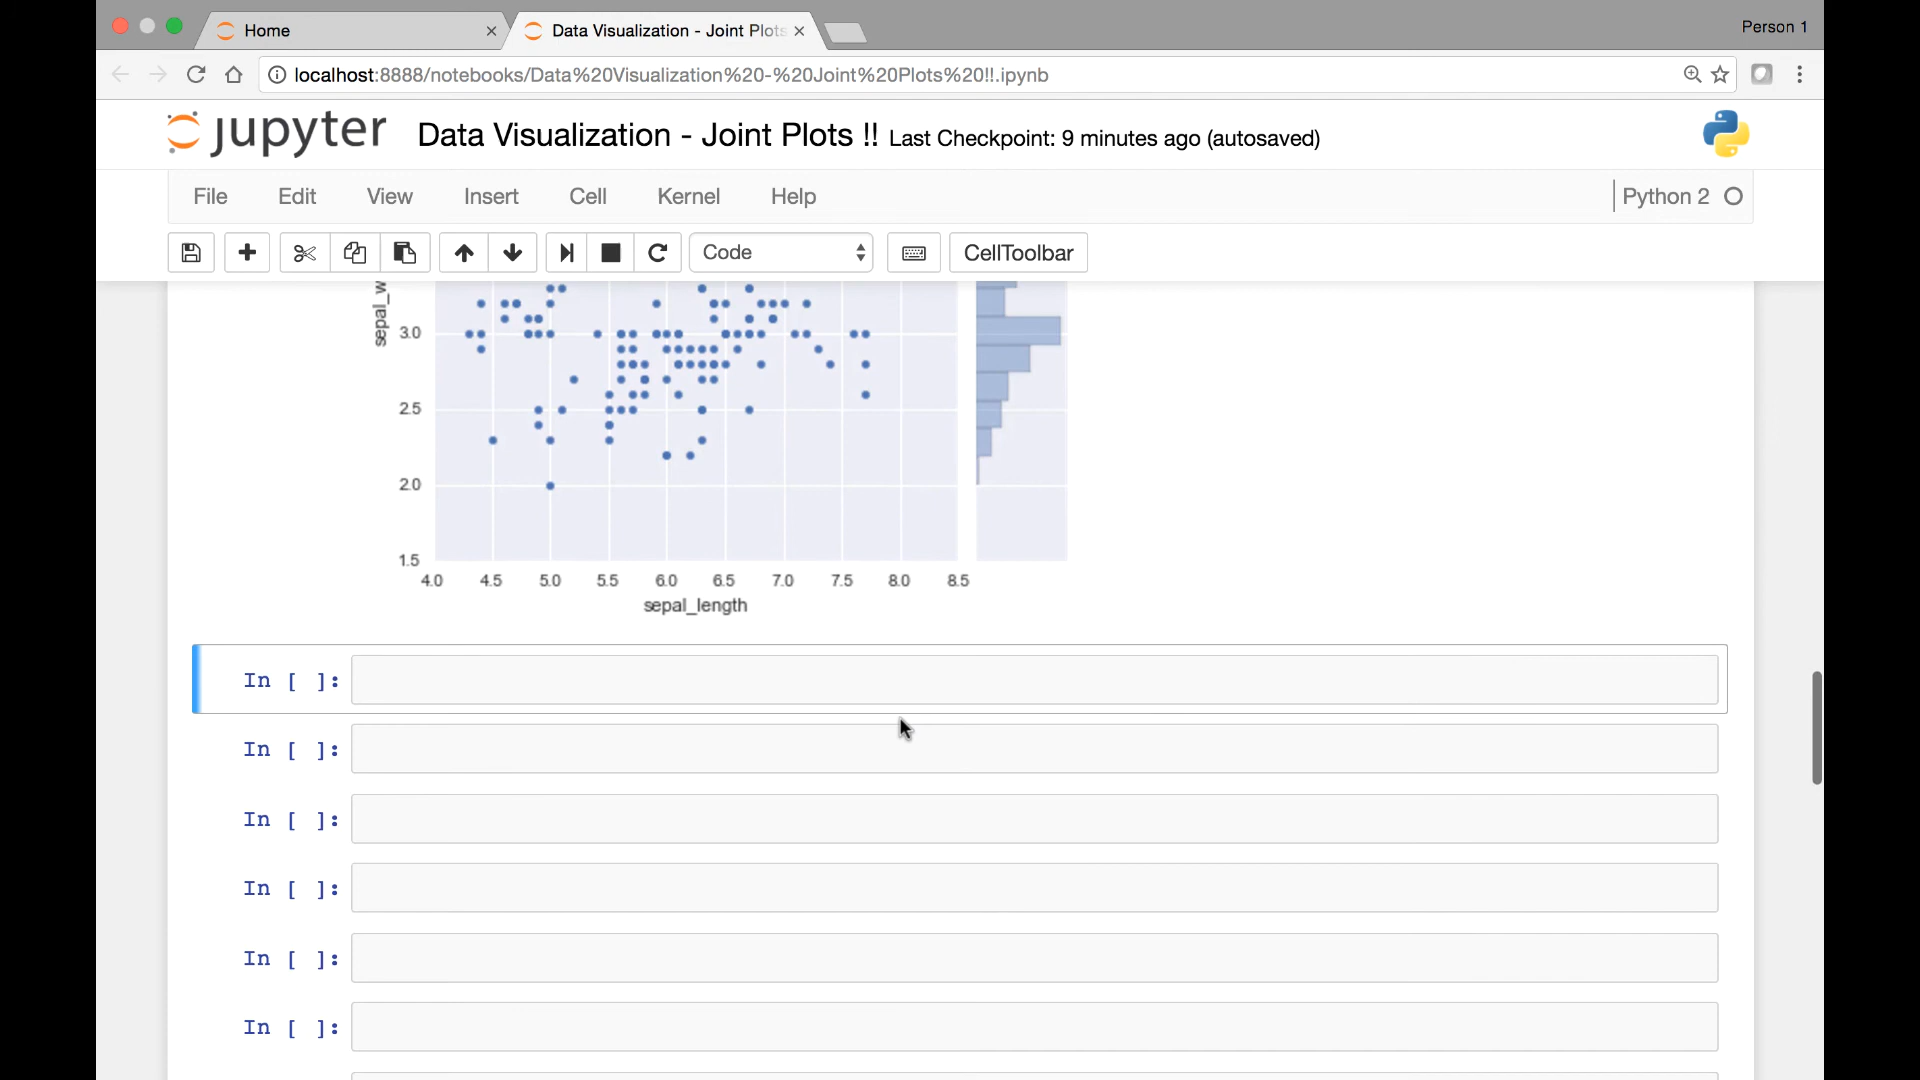 Home
Data Visualization - Joint Plots
Person 1
localhost:8888/notebooks/Data%20Visualization%20-%20Joint%20Plots%20!!.ipynb
jupyter
Data Visualization - Joint Plots !! Last Checkpoint: 9 minutes ago (autosaved)
File Edit View Insert Cell Kernel Help
Python 2
Code
CellToolbar
sepal_w
3.0
2.5
2.0
1.5
4.0 4.5 5.0 5.5 6.0 6.5 7.0 7.5 8.0 8.5
sepal_length
In [ ]:
In [ ]:
In [ ]:
In [ ]:
In [ ]:
In [ ]: